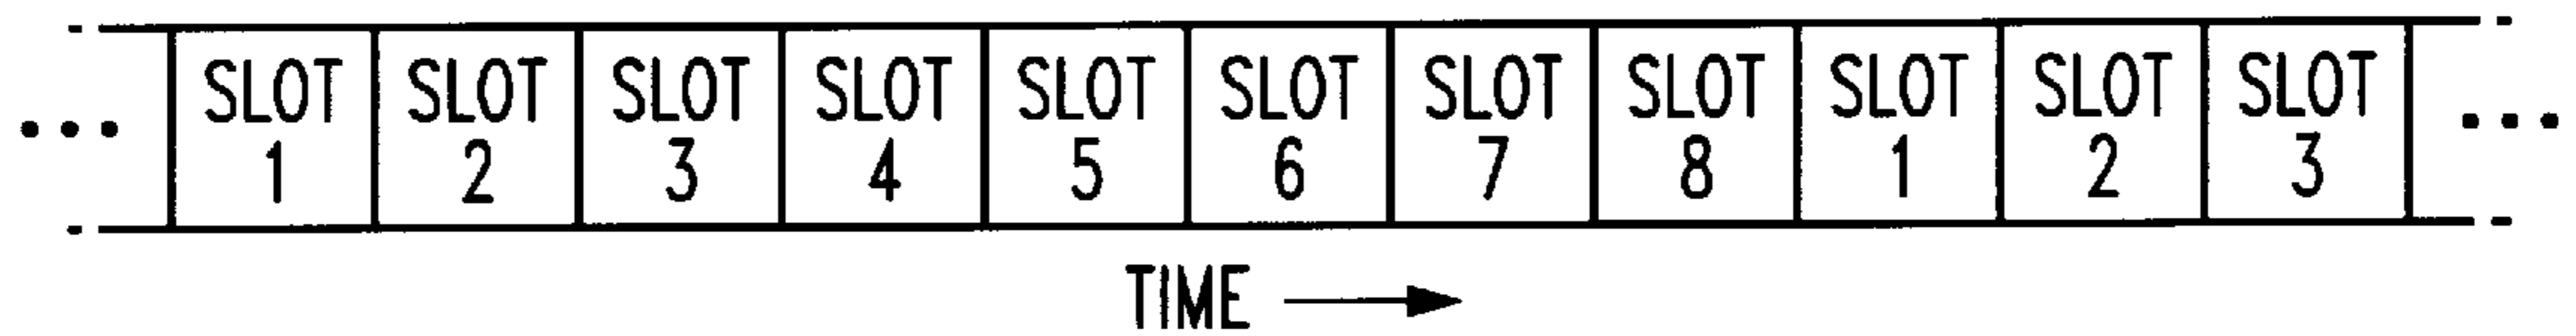 SLOT SLOT SLOT SLOT SLOT SLOT SLOT SLOT SLOT SLOT SLOT
1 2 3 4 5 6 7 8 1 2 3
TIME